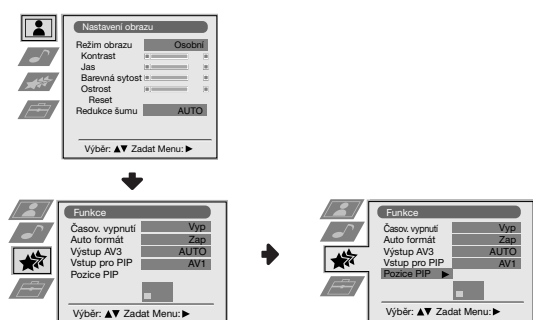 Nastavení obrazu
Režim obrazu Osobní
Kontrast
Jas
Barevná sytost
Ostrost
Reset
Redukce šumu AUTO
Výběr: ▲▼ Zadat Menu: ►
Funkce
Časov. vypnutí Vyp
Auto formát Zap
Výstup AV3 AUTO
Vstup pro PIP AV1
Pozice PIP
Výběr: ▲▼ Zadat Menu: ►
Funkce
Časov. vypnutí Vyp
Auto formát Zap
Výstup AV3 AUTO
Vstup pro PIP AV1
Pozice PIP ►
Výběr: ▲▼ Zadat Menu: ►